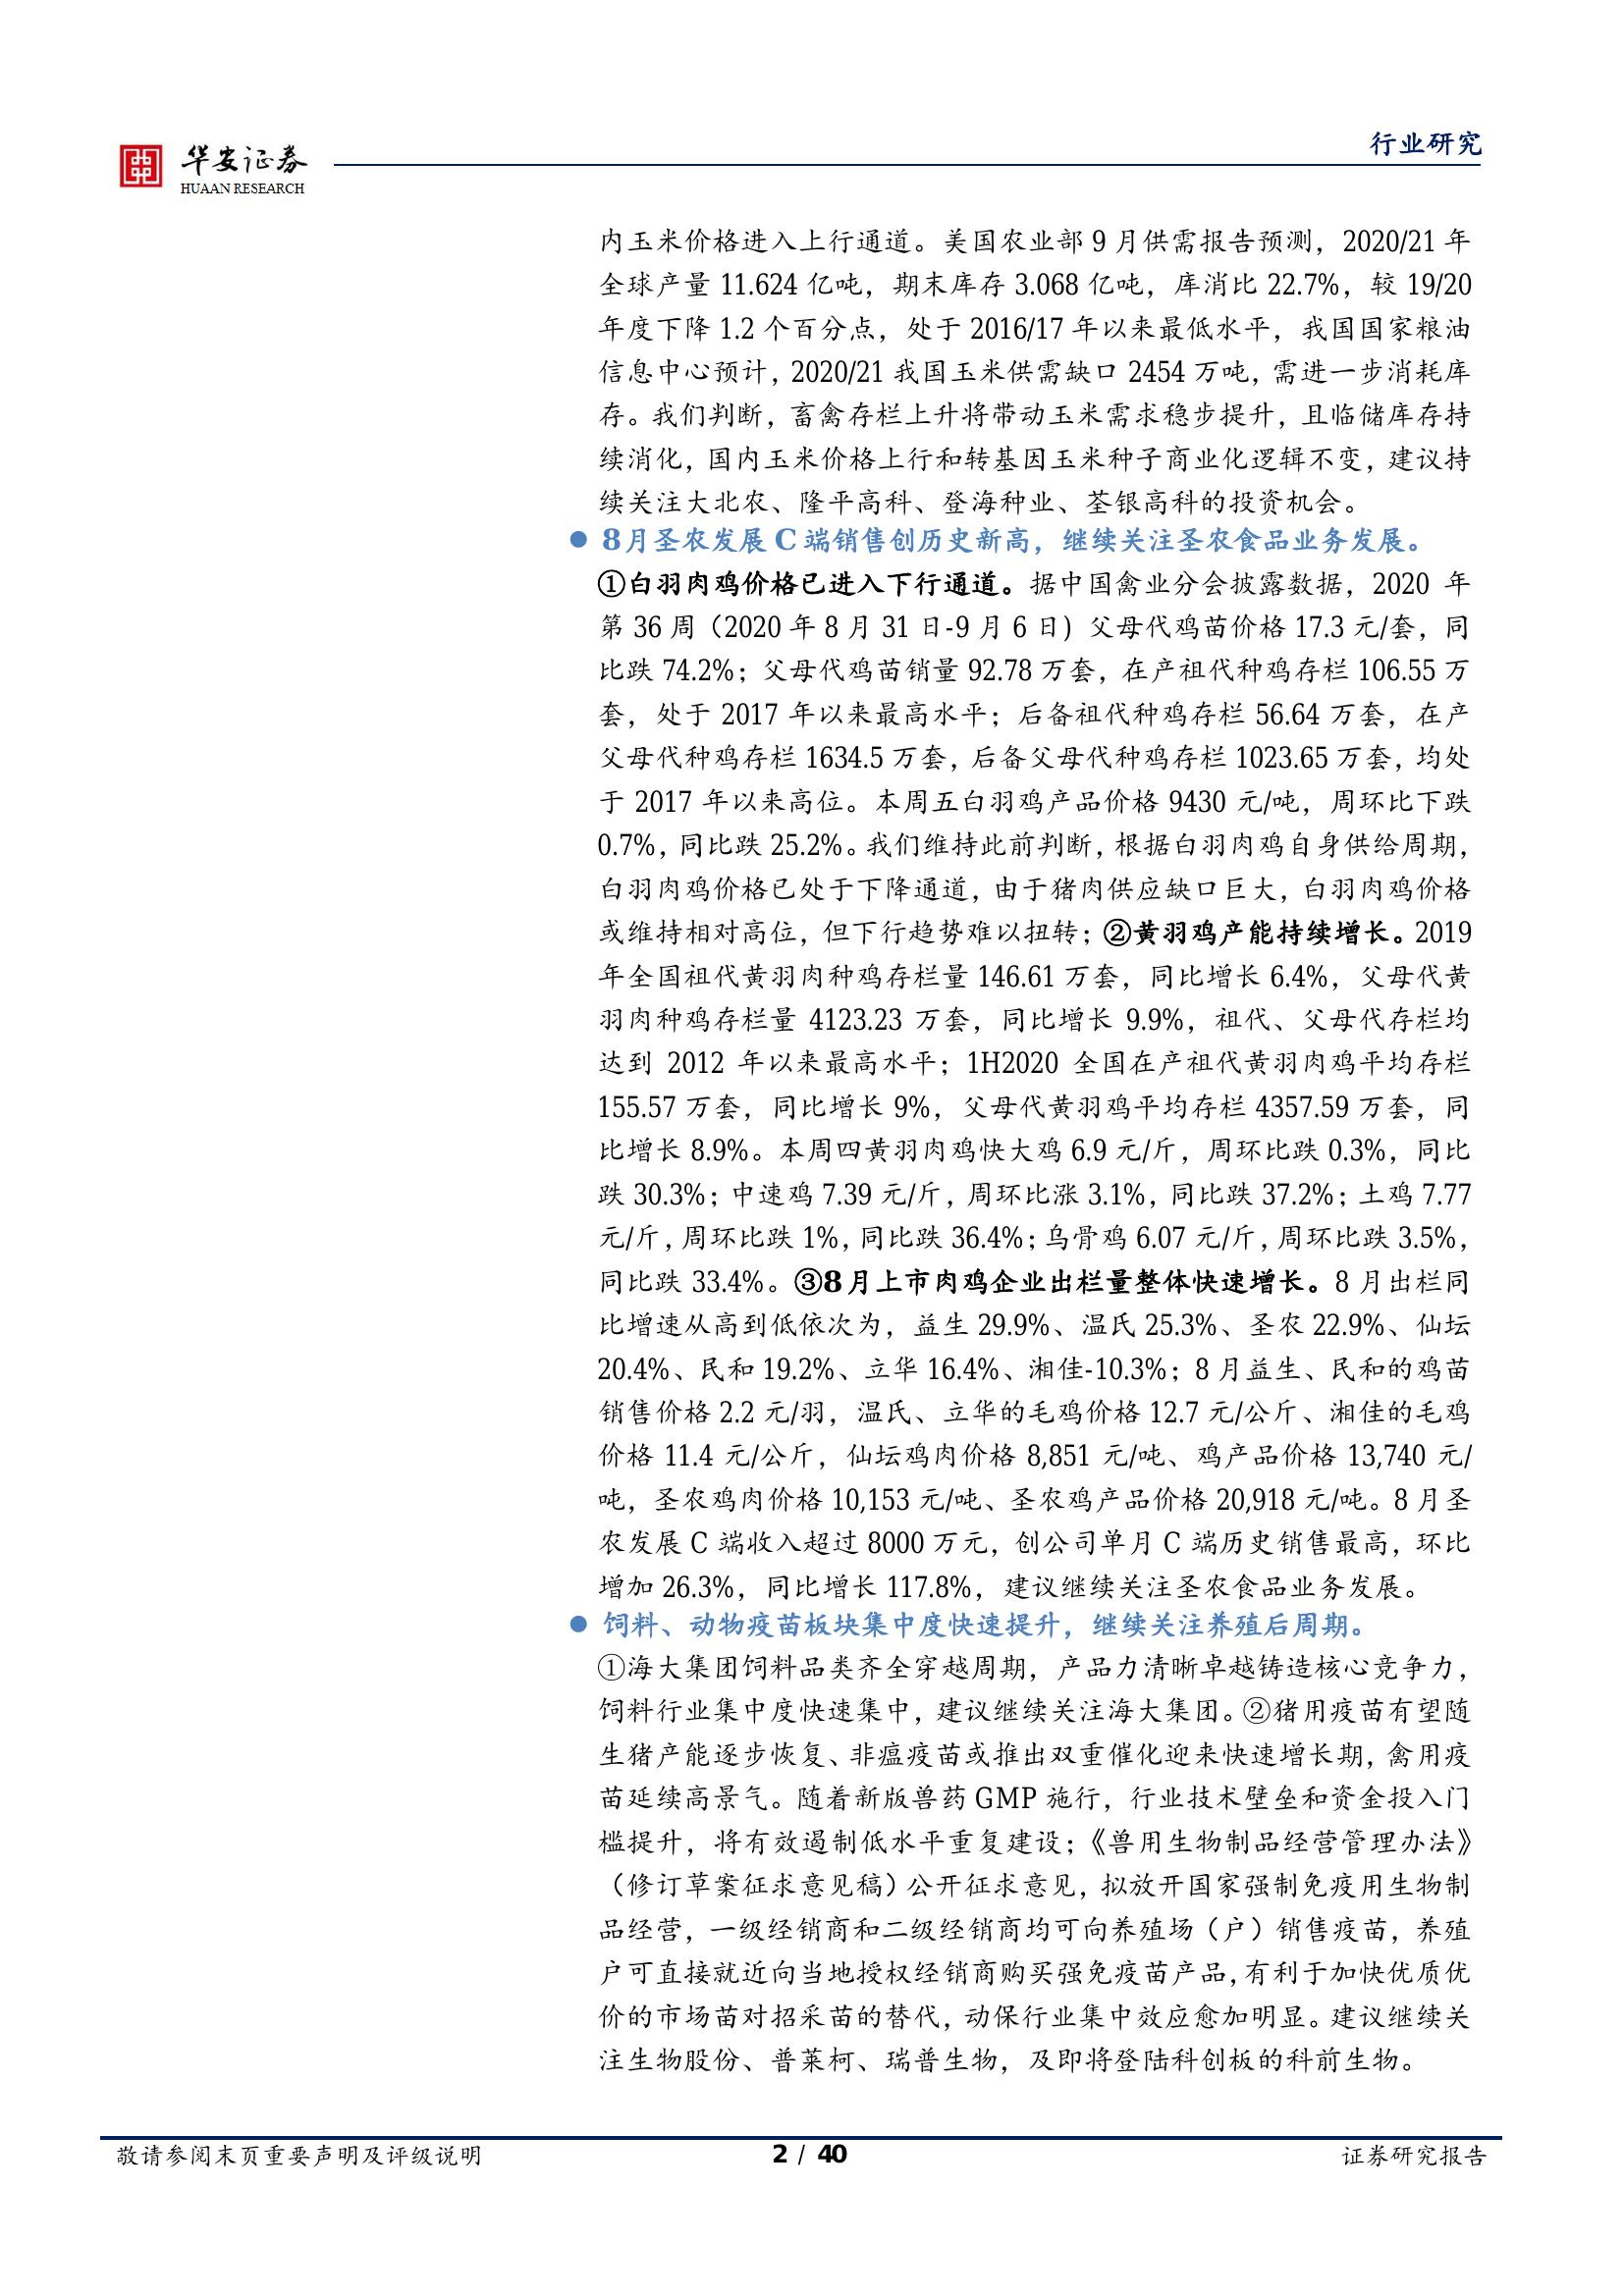 华安证券
HUAAN RESEARCH
行业研究
内玉米价格进入上行通道。美国农业部 9 月供需报告预测，2020/21 年
全球产量 11.624 亿吨，期末库存 3.068 亿吨，库消比 22.7%，较 19/20
年度下降 1.2 个百分点，处于 2016/17 年以来最低水平，我国国家粮油
信息中心预计，2020/21 我国玉米供需缺口 2454 万吨，需进一步消耗库
存。我们判断，畜禽存栏上升将带动玉米需求稳步提升，且临储库存持
续消化，国内玉米价格上行和转基因玉米种子商业化逻辑不变，建议持
续关注大北农、隆平高科、登海种业、荃银高科的投资机会。
● 8月圣农发展 C 端销售创历史新高，继续关注圣农食品业务发展。
①白羽肉鸡价格已进入下行通道。据中国禽业分会披露数据，2020 年
第 36 周（2020 年 8 月 31 日-9 月 6 日）父母代鸡苗价格 17.3 元/套，同
比跌 74.2%；父母代鸡苗销量 92.78 万套，在产祖代种鸡存栏 106.55 万
套，处于 2017 年以来最高水平；后备祖代种鸡存栏 56.64 万套，在产
父母代种鸡存栏 1634.5 万套，后备父母代种鸡存栏 1023.65 万套，均处
于 2017 年以来高位。本周五白羽鸡产品价格 9430 元/吨，周环比下跌
0.7%，同比跌 25.2%。我们维持此前判断，根据白羽肉鸡自身供给周期，
白羽肉鸡价格已处于下降通道，由于猪肉供应缺口巨大，白羽肉鸡价格
或维持相对高位，但下行趋势难以扭转；②黄羽鸡产能持续增长。2019
年全国祖代黄羽肉种鸡存栏量 146.61 万套，同比增长 6.4%，父母代黄
羽肉种鸡存栏量 4123.23 万套，同比增长 9.9%，祖代、父母代存栏均
达到 2012 年以来最高水平；1H2020 全国在产祖代黄羽肉鸡平均存栏
155.57 万套，同比增长 9%，父母代黄羽鸡平均存栏 4357.59 万套，同
比增长 8.9%。本周四黄羽肉鸡快大鸡 6.9 元/斤，周环比跌 0.3%，同比
跌 30.3%；中速鸡 7.39 元/斤，周环比涨 3.1%，同比跌 37.2%；土鸡 7.77
元/斤，周环比跌 1%，同比跌 36.4%；乌骨鸡 6.07 元/斤，周环比跌 3.5%，
同比跌 33.4%。③8月上市肉鸡企业出栏量整体快速增长。8 月出栏同
比增速从高到低依次为，益生 29.9%、温氏 25.3%、圣农 22.9%、仙坛
20.4%、民和 19.2%、立华 16.4%、湘佳-10.3%；8 月益生、民和的鸡苗
销售价格 2.2 元/羽，温氏、立华的毛鸡价格 12.7 元/公斤、湘佳的毛鸡
价格 11.4 元/公斤，仙坛鸡肉价格 8,851 元/吨、鸡产品价格 13,740 元/
吨，圣农鸡肉价格 10,153 元/吨、圣农鸡产品价格 20,918 元/吨。8 月圣
农发展 C 端收入超过 8000 万元，创公司单月 C 端历史销售最高，环比
增加 26.3%，同比增长 117.8%，建议继续关注圣农食品业务发展。
● 饲料、动物疫苗板块集中度快速提升，继续关注养殖后周期。
①海大集团饲料品类齐全穿越周期，产品力清晰卓越铸造核心竞争力，
饲料行业集中度快速集中，建议继续关注海大集团。②猪用疫苗有望随
生猪产能逐步恢复、非瘟疫苗或推出双重催化迎来快速增长期，禽用疫
苗延续高景气。随着新版兽药 GMP 施行，行业技术壁垒和资金投入门
槛提升，将有效遏制低水平重复建设；《兽用生物制品经营管理办法》
（修订草案征求意见稿）公开征求意见，拟放开国家强制免疫用生物制
品经营，一级经销商和二级经销商均可向养殖场（户）销售疫苗，养殖
户可直接就近向当地授权经销商购买强免疫苗产品，有利于加快优质优
价的市场苗对招采苗的替代，动保行业集中效应愈加明显。建议继续关
注生物股份、普莱柯、瑞普生物，及即将登陆科创板的科前生物。
敬请参阅末页重要声明及评级说明
2 / 40
证券研究报告